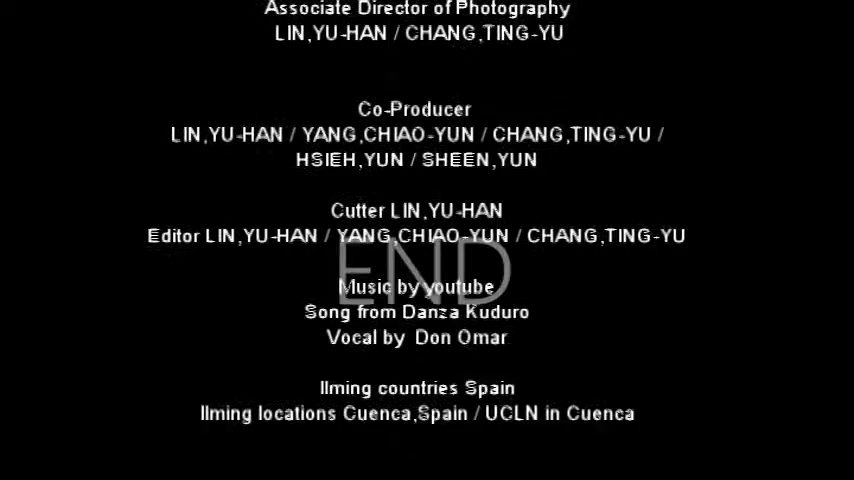 Associate Director of Photography
LIN,YU-HAN / CHANG,TING-YU
Co-Producer
LIN,YU-HAN / YANG,CHIAO-YUN / CHANG,TING-YU /
HSIEH,YUN / SHEEN,YUN
Cutter LIN,YU-HAN
Editor LIN,YU-HAN / YANG,CHIAO-YUN / CHANG,TING-YU
END
Music by youtube
Song from Danza Kuduro
Vocal by Don Omar
Ilming countries Spain
Ilming locations Cuenca,Spain / UCLN in Cuenca